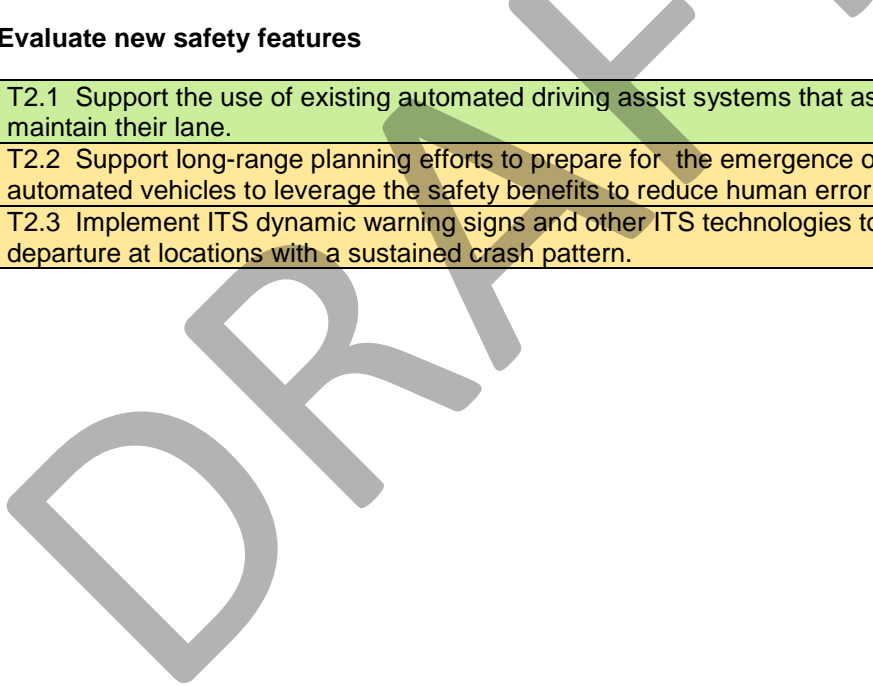 Evaluate new safety features
T2.1 Support the use of existing automated driving assist systems that as
maintain their lane.
T2.2 Support long-range planning efforts to prepare for the emergence o
automated vehicles to leverage the safety benefits to reduce human error
T2.3 Implement ITS dynamic warning signs and other ITS technologies to
departure at locations with a sustained crash pattern.
DRAF